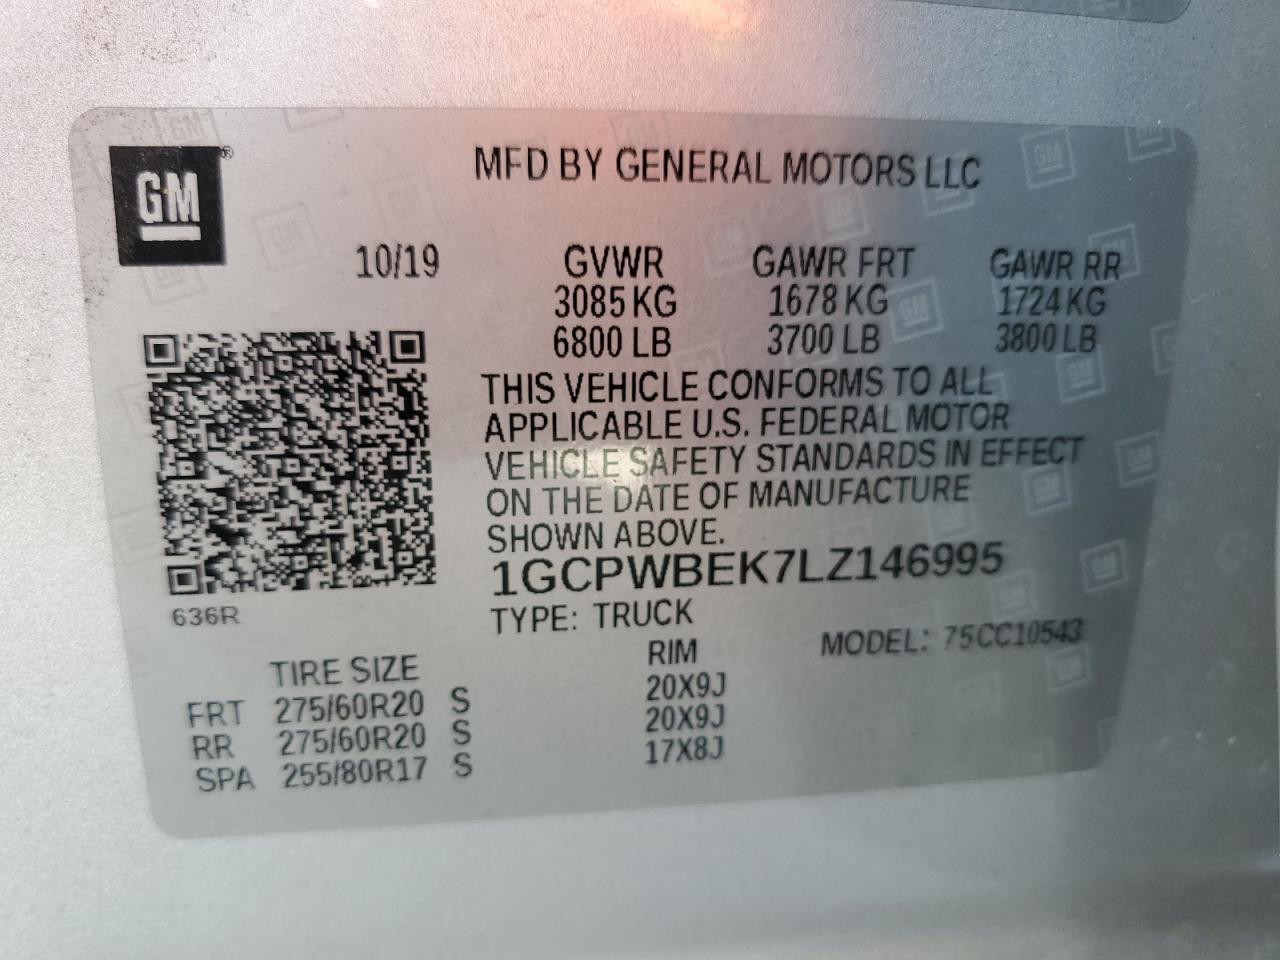 GM ®
MFD BY GENERAL MOTORS LLC
10/19 GVWR GAWR FRT GAWR RR
3085 KG 1678 KG 1724 KG
6800 LB 3700 LB 3800 LB
THIS VEHICLE CONFORMS TO ALL
APPLICABLE U.S. FEDERAL MOTOR
VEHICLE SAFETY STANDARDS IN EFFECT
ON THE DATE OF MANUFACTURE
SHOWN ABOVE.
1GCPWBEK7LZ146995
636R
TYPE: TRUCK MODEL: 75CC10543
TIRE SIZE RIM
FRT 275/60R20 S 20X9J
RR 275/60R20 S 20X9J
SPA 255/80R17 S 17X8J